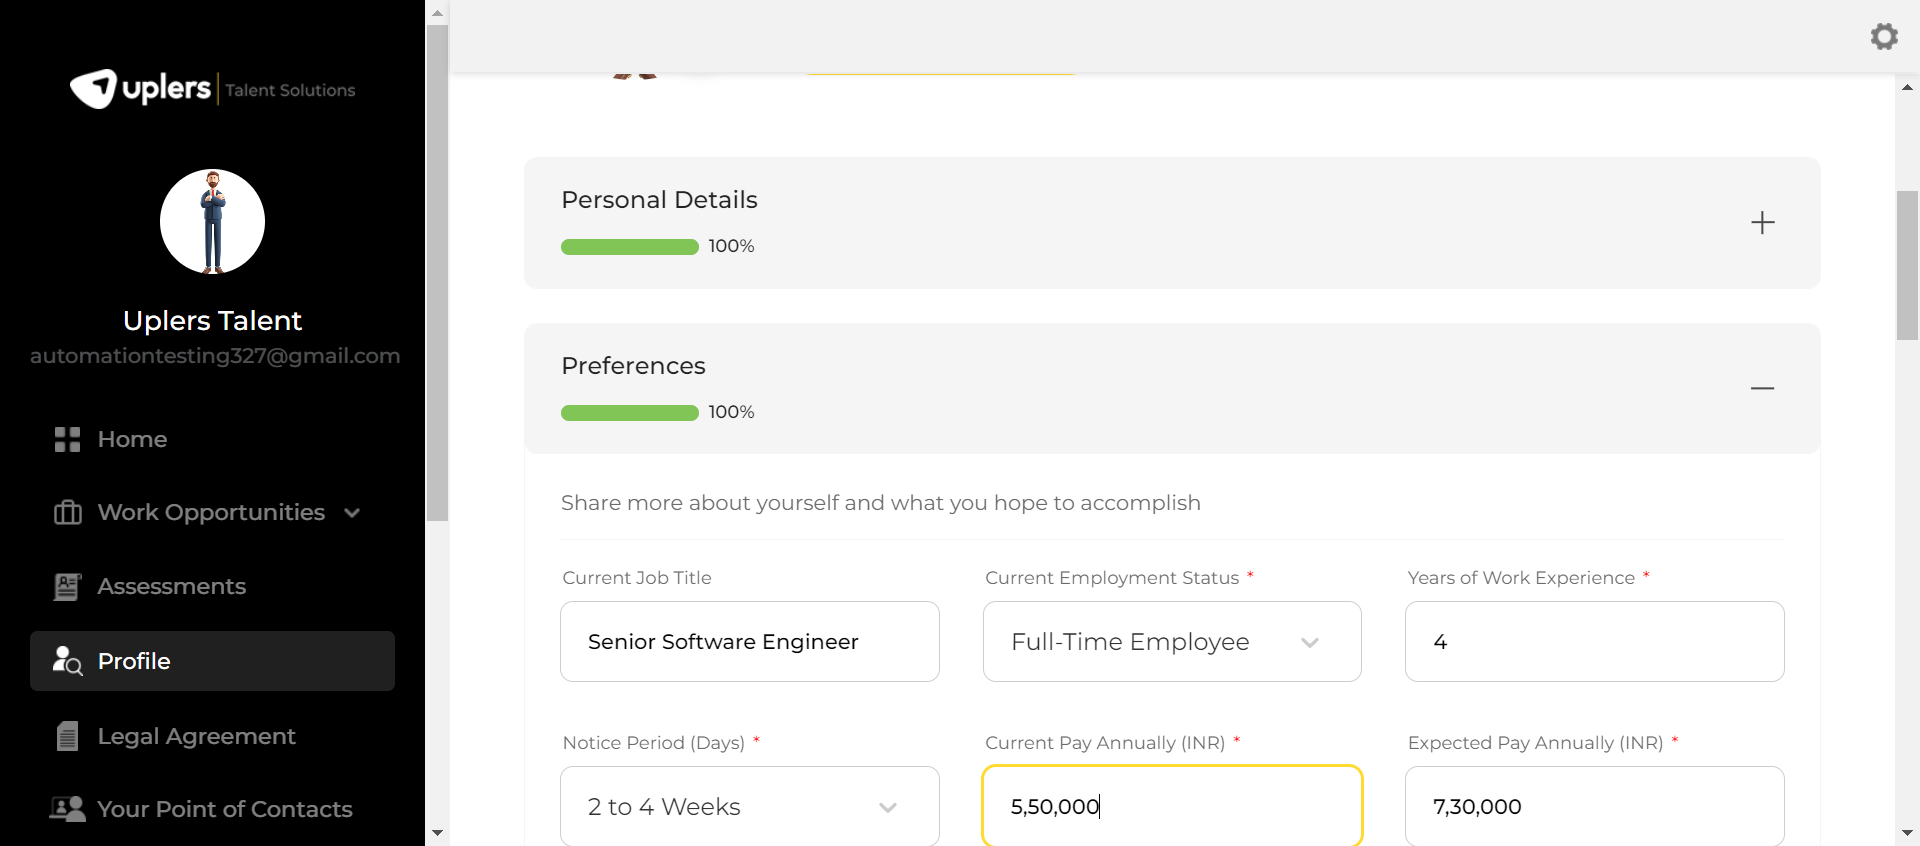 uplers | Talent Solutions
Uplers Talent
automationtesting327@gmail.com
Home
Work Opportunities
Assessments
Profile
Legal Agreement
Your Point of Contacts
Personal Details
100%
Preferences
100%
Share more about yourself and what you hope to accomplish
Current Job Title
Senior Software Engineer
Current Employment Status *
Full-Time Employee
Years of Work Experience *
4
Notice Period (Days) *
2 to 4 Weeks
Current Pay Annually (INR) *
5,50,000
Expected Pay Annually (INR) *
7,30,000